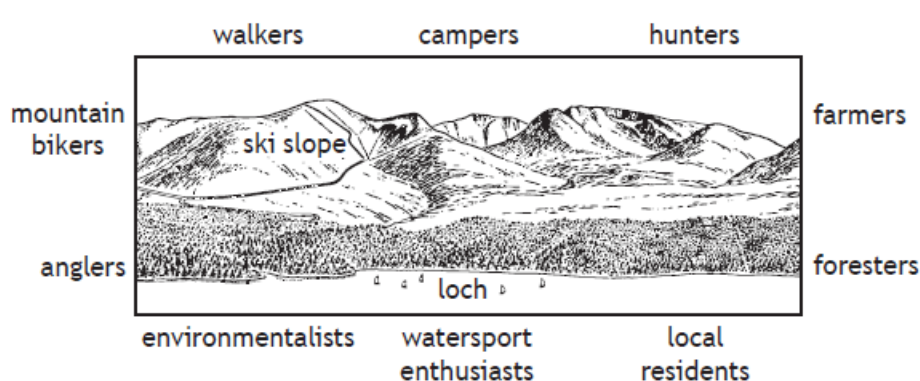 walkers campers hunters
mountain
bikers
farmers
ski slope
anglers
foresters
loch
environmentalists watersport local
enthusiasts residents